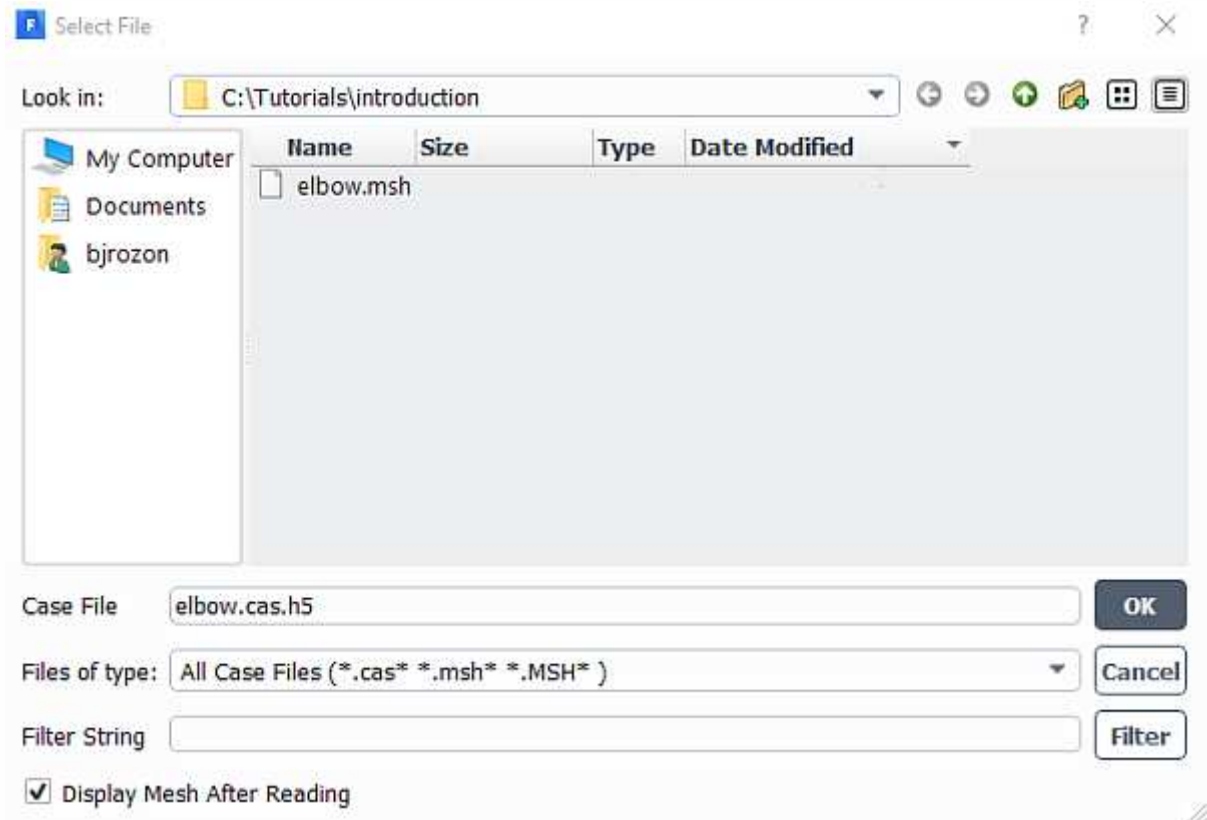 F Select File ?
Look in: C:\Tutorials\introduction
My Computer
Documents
bjrozon
Name Size Type Date Modified
elbow.msh
Case File elbow.cas.h5 OK
Files of type: All Case Files (*.cas* *.msh* *.MSH* ) Cancel
Filter String Filter
Display Mesh After Reading